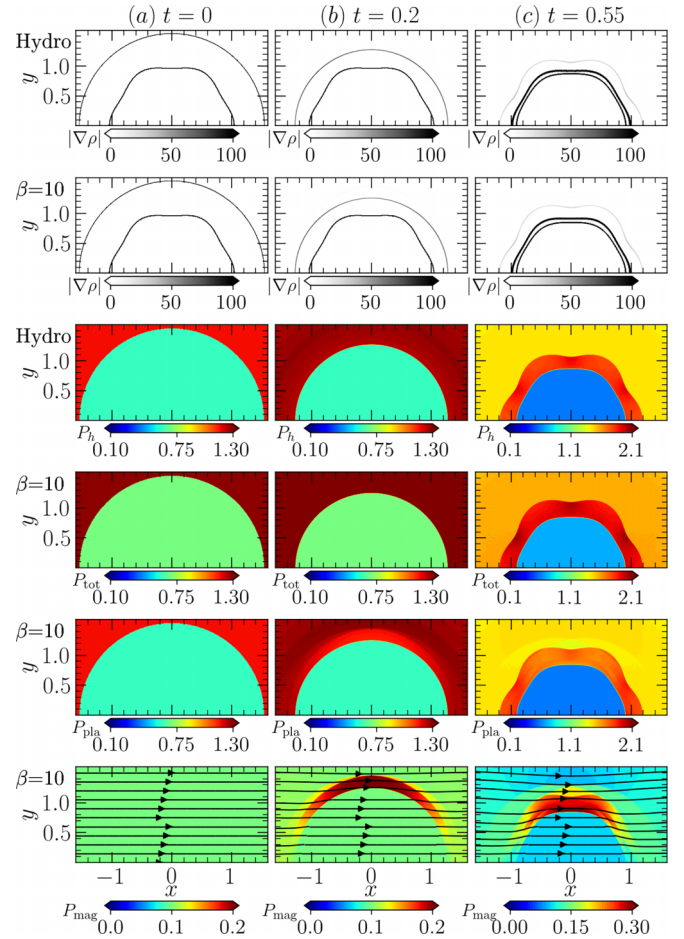 (a) t = 0 (b) t = 0.2 (c) t = 0.55
Hydro
y
1.0
0.5
|∇ρ| |∇ρ| |∇ρ|
0 50 100 0 50 100 0 50 100
β=10
y
1.0
0.5
|∇ρ| |∇ρ| |∇ρ|
0 50 100 0 50 100 0 50 100
Hydro
y
1.0
0.5
P_h P_h P_h
0.10 0.75 1.30 0.10 0.75 1.30 0.1 1.1 2.1
β=10
y
1.0
0.5
P_tot P_tot P_tot
0.10 0.75 1.30 0.10 0.75 1.30 0.1 1.1 2.1
β=10
y
1.0
0.5
P_pla P_pla P_pla
0.10 0.75 1.30 0.10 0.75 1.30 0.1 1.1 2.1
β=10
y
1.0
0.5
−1 0 1 −1 0 1 −1 0 1
x x x
P_mag P_mag P_mag
0.0 0.1 0.2 0.0 0.1 0.2 0.00 0.15 0.30